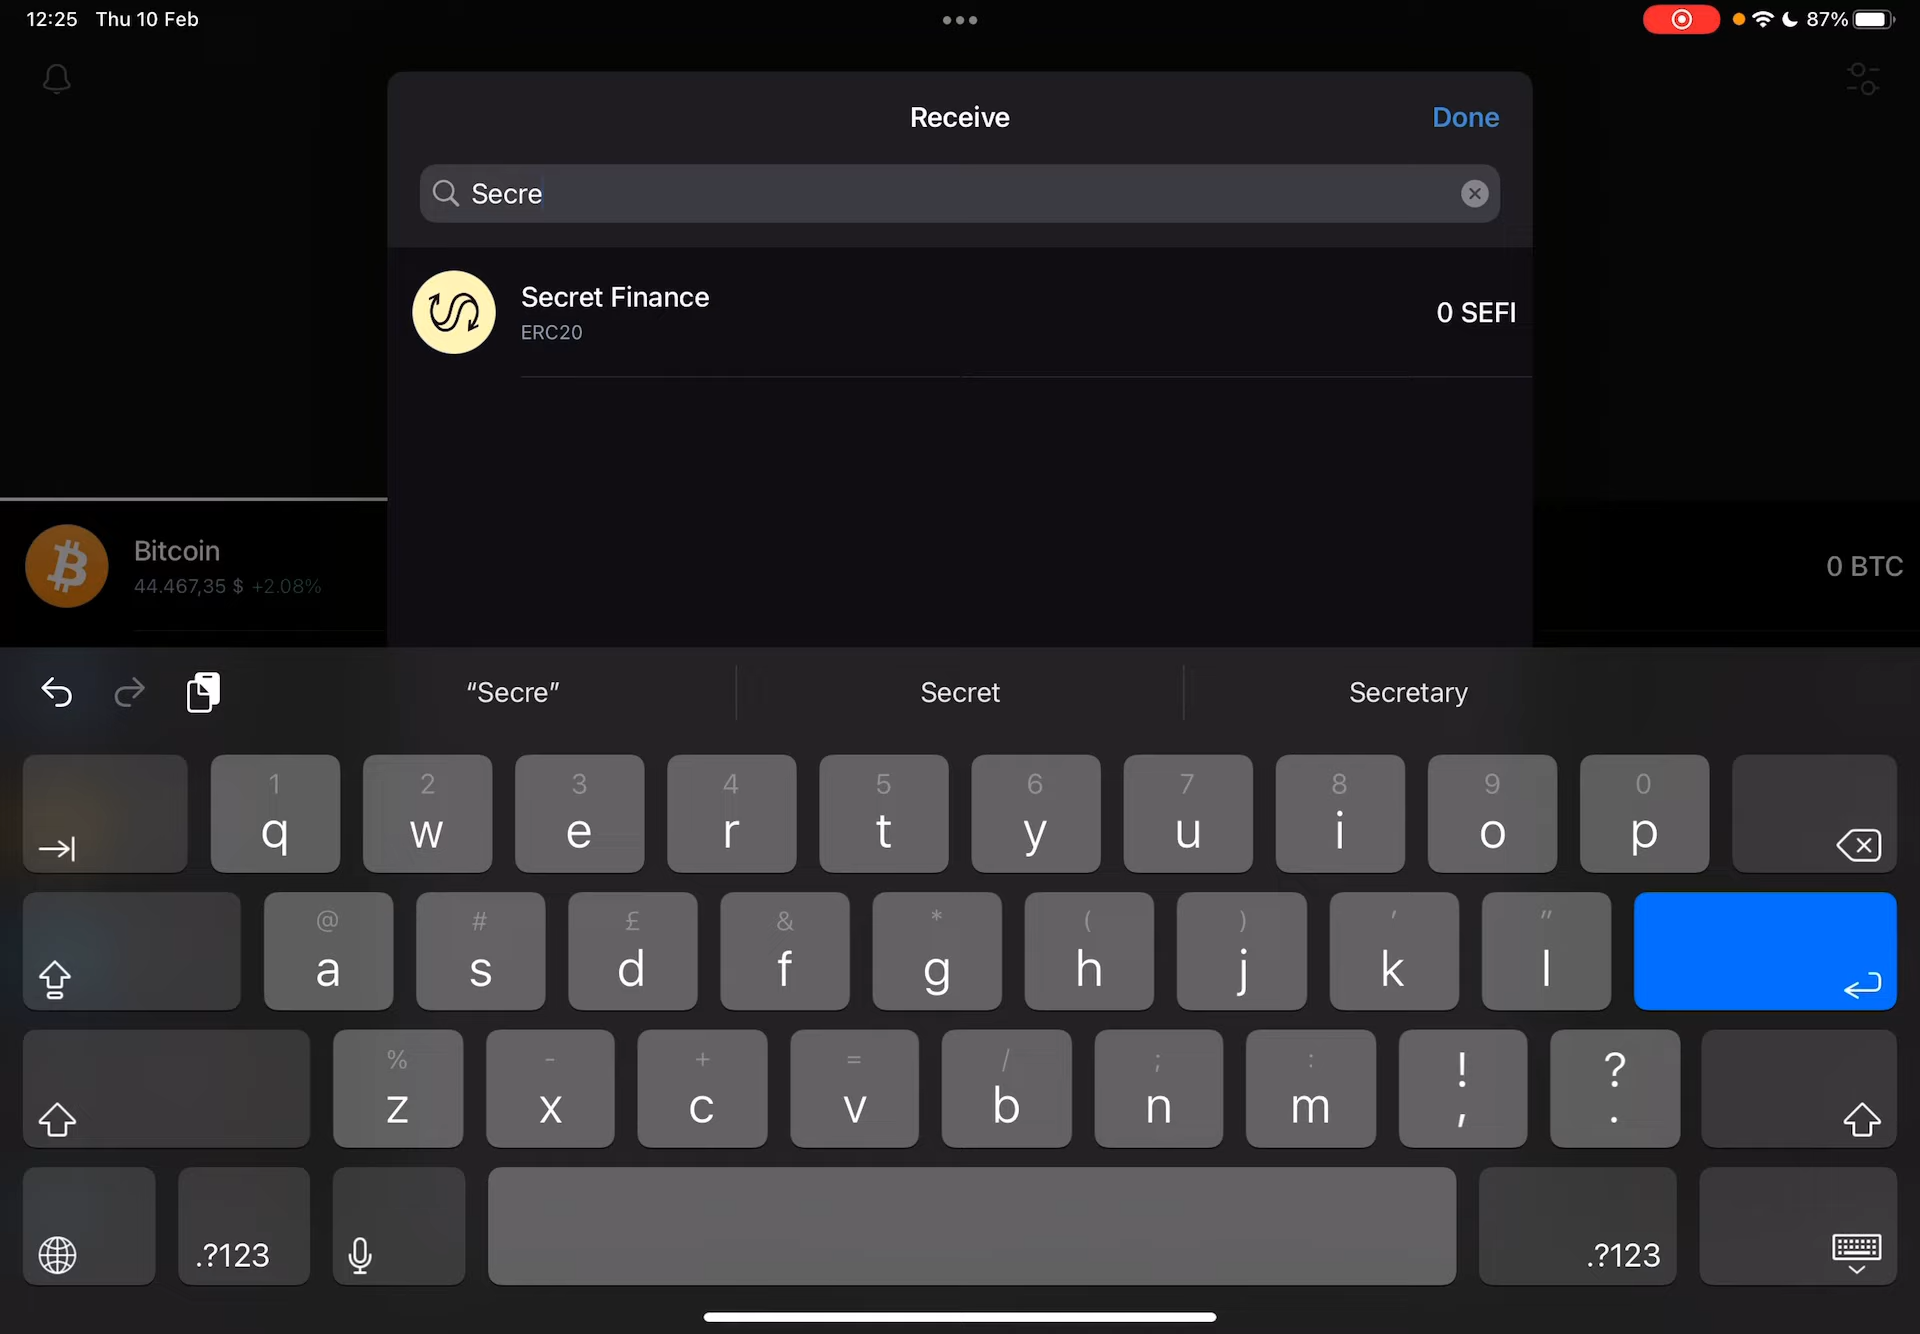 12:25 Thu 10 Feb
87%
Receive
Done
Secre
Secret Finance
ERC20
0 SEFI
Bitcoin
44.467,35 $ +2.08%
0 BTC
“Secre” Secret Secretary
1 2 3 4 5 6 7 8 9 0
q w e r t y u i o p
@ # £ & * ( ) ' "
a s d f g h j k l
% - + = / ; : ! ?
z x c v b n m , .
.?123 .?123